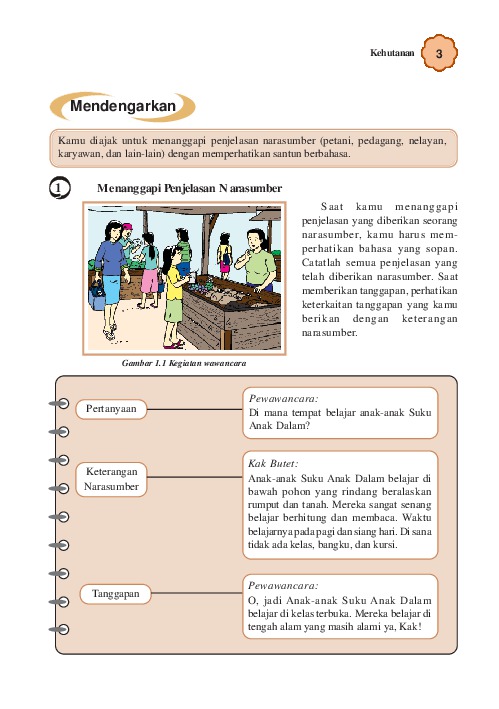 Kehutanan 3
Mendengarkan
Kamu diajak untuk menanggapi penjelasan narasumber (petani, pedagang, nelayan,
karyawan, dan lain-lain) dengan memperhatikan santun berbahasa.
1 Menanggapi Penjelasan Narasumber
Saat kamu menanggapi
penjelasan yang diberikan seorang
narasumber, kamu harus mem-
perhatikan bahasa yang sopan.
Catatlah semua penjelasan yang
telah diberikan narasumber. Saat
memberikan tanggapan, perhatikan
keterkaitan tanggapan yang kamu
berikan dengan keterangan
narasumber.
Gambar 1.1 Kegiatan wawancara
Pertanyaan
Pewawancara:
Di mana tempat belajar anak-anak Suku
Anak Dalam?
Keterangan
Narasumber
Kak Butet:
Anak-anak Suku Anak Dalam belajar di
bawah pohon yang rindang beralaskan
rumput dan tanah. Mereka sangat senang
belajar berhitung dan membaca. Waktu
belajarnya pada pagi dan siang hari. Di sana
tidak ada kelas, bangku, dan kursi.
Tanggapan
Pewawancara:
O, jadi Anak-anak Suku Anak Dalam
belajar di kelas terbuka. Mereka belajar di
tengah alam yang masih alami ya, Kak!